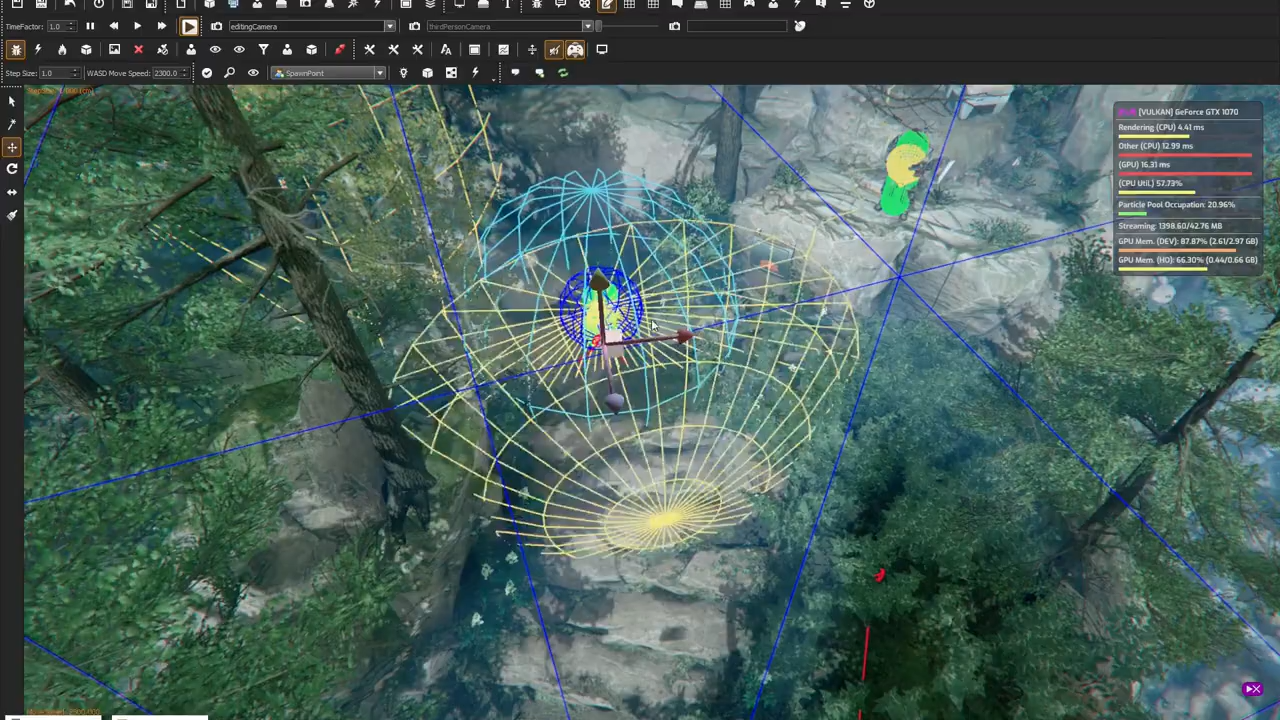 TimeFactor: 1.0
editingCamera
thirdPersonCamera
Step Size: 1.0
WASD Move Speed: 2300.0
SpawnPoint
[VULKAN] GeForce GTX 1070
Rendering (CPU) 4.41 ms
Other (CPU) 12.99 ms
(GPU) 16.31 ms
(CPU Util.) 57.73%
Particle Pool Occupation: 20.96%
Streaming: 1398.60/42.76 MB
GPU Mem. (DEV): 87.87% (2.61/2.97 GB)
GPU Mem. (HO): 66.30% (0.44/0.66 GB)